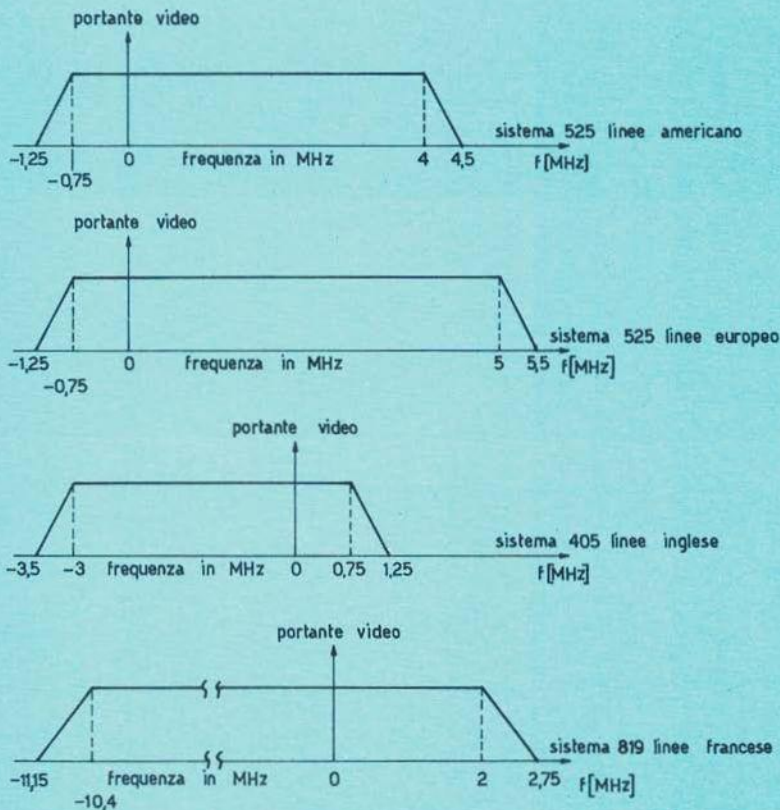 portante video
sistema 525 linee americano
-1,25 0 frequenza in MHz 4 4,5 f[MHz]
-0,75
portante video
sistema 525 linee europeo
-1,25 0 frequenza in MHz 5 5,5 f[MHz]
-0,75
portante video
sistema 405 linee inglese
-3,5 -3 frequenza in MHz 0 0,75 1,25 f[MHz]
portante video
sistema 819 linee francese
-11,15 frequenza in MHz 0 2 2,75 f[MHz]
-10,4